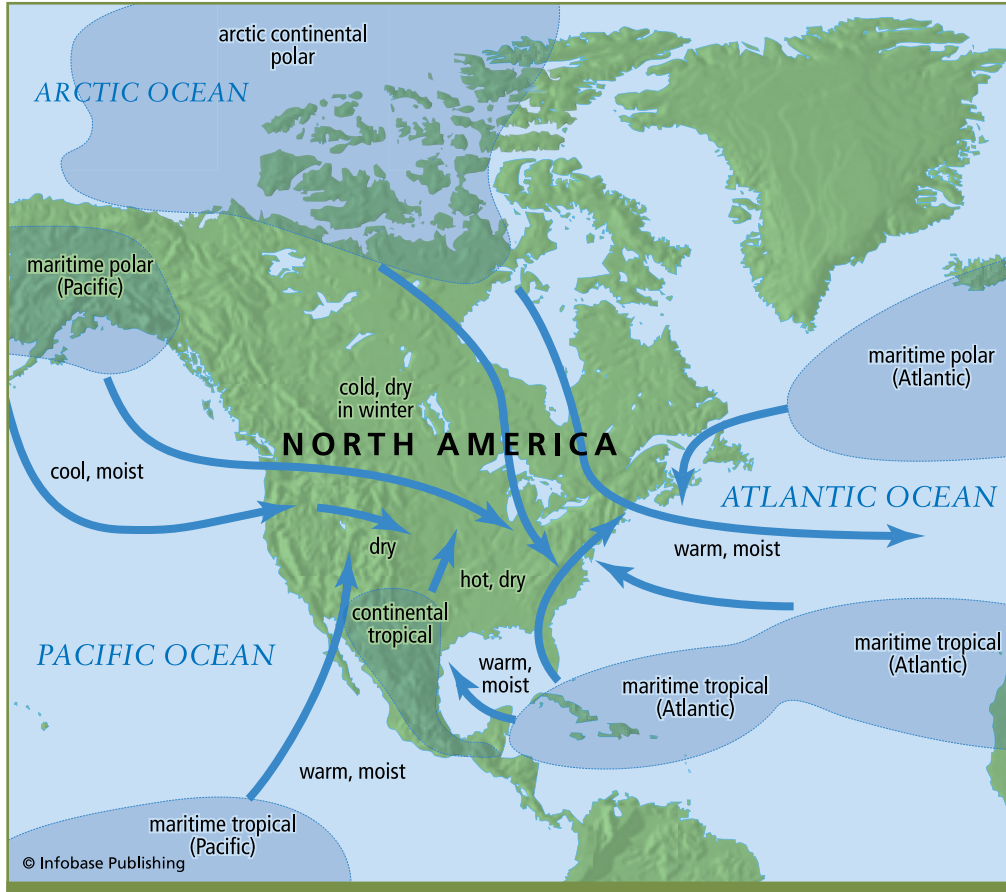 arctic continental
polar
ARCTIC OCEAN
maritime polar
(Pacific)
maritime polar
(Atlantic)
cold, dry
in winter
NORTH AMERICA
cool, moist
ATLANTIC OCEAN
warm, moist
dry
hot, dry
continental
tropical
PACIFIC OCEAN
warm,
moist
maritime tropical
(Atlantic)
maritime tropical
(Atlantic)
warm, moist
maritime tropical
(Pacific)
© Infobase Publishing